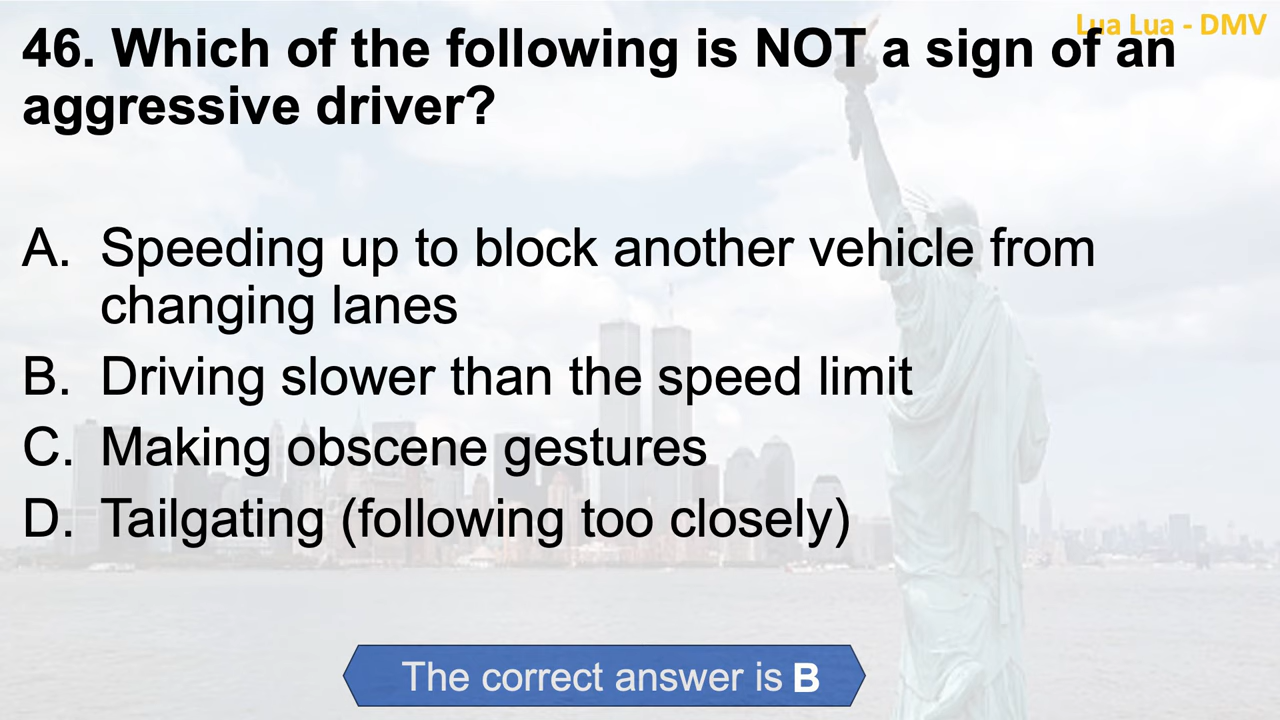 Lua Lua - DMV
46. Which of the following is NOT a sign of an
aggressive driver?
A. Speeding up to block another vehicle from
changing lanes
B. Driving slower than the speed limit
C. Making obscene gestures
D. Tailgating (following too closely)
The correct answer is B